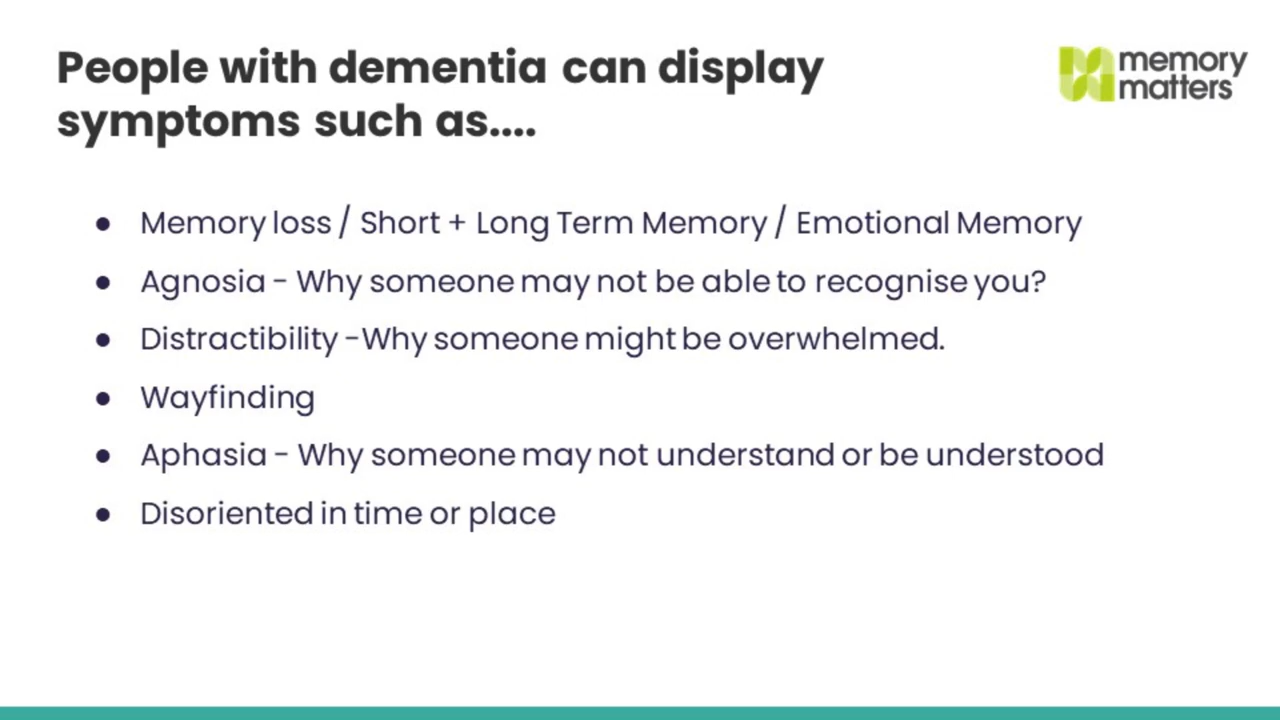 People with dementia can display
symptoms such as....
memory
matters
● Memory loss / Short + Long Term Memory / Emotional Memory
● Agnosia - Why someone may not be able to recognise you?
● Distractibility -Why someone might be overwhelmed.
● Wayfinding
● Aphasia - Why someone may not understand or be understood
● Disoriented in time or place